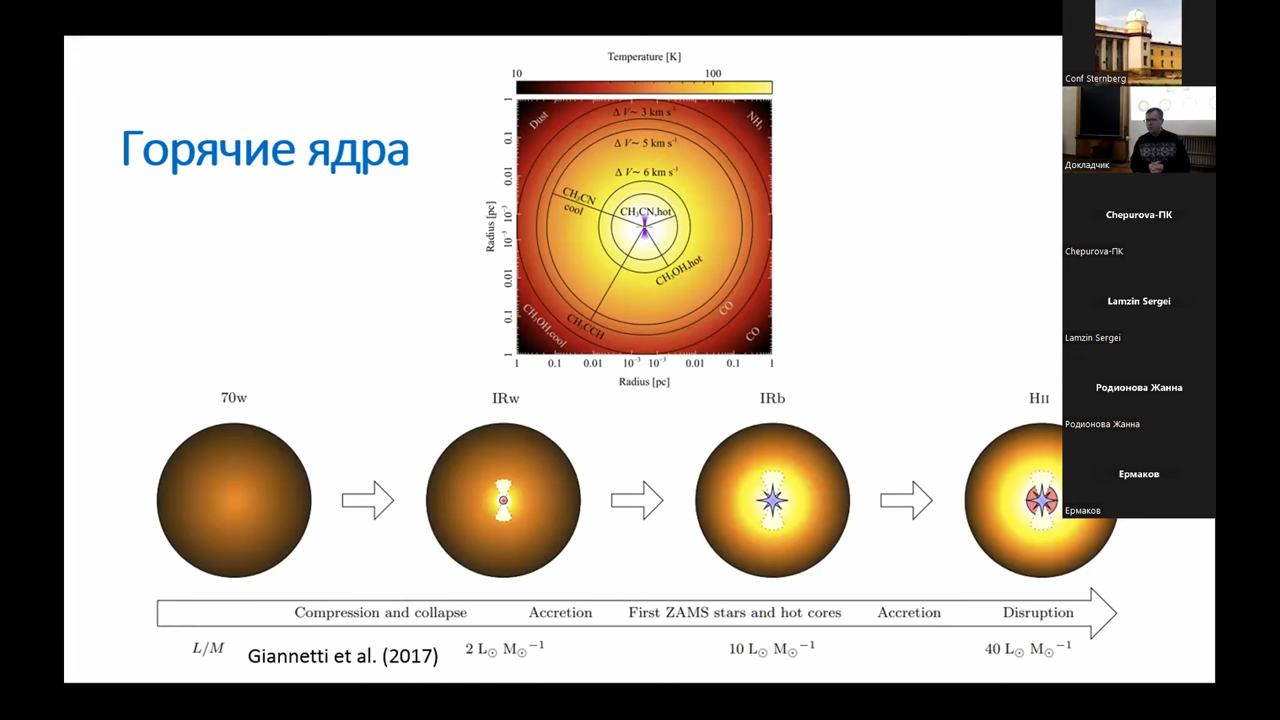 Горячие ядра
Temperature [K]
10 100
Δ V~ 3 km s⁻¹
Dust
NH₃
Δ V~ 5 km s⁻¹
Δ V~ 6 km s⁻¹
CH₃CN
cool
CH₃CN,hot
CH₃OH,hot
CH₃CCH
CH₃OH,cool
CO
CO
Radius [pc]
1
0.1
0.01
10⁻³
10⁻³
0.01
0.1
1
1 0.1 0.01 10⁻³ 10⁻³ 0.01 0.1 1
Radius [pc]
70w IRw IRb HII
Compression and collapse Accretion First ZAMS stars and hot cores Accretion Disruption
L/M 2 L⊙ M⊙⁻¹ 10 L⊙ M⊙⁻¹ 40 L⊙ M⊙⁻¹
Giannetti et al. (2017)
Conf Sternberg
Докладчик
Chepurova-ПК
Chepurova-ПК
Lamzin Sergei
Lamzin Sergei
Родионова Жанна
Родионова Жанна
Ермаков
Ермаков